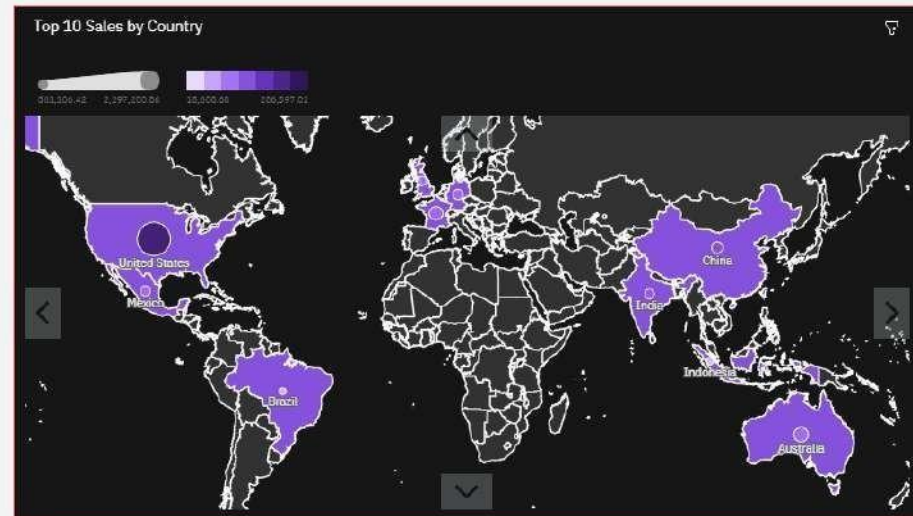 Top 10 Sales by Country
United States
Mexico
Brazil
China
India
Indonesia
Australia